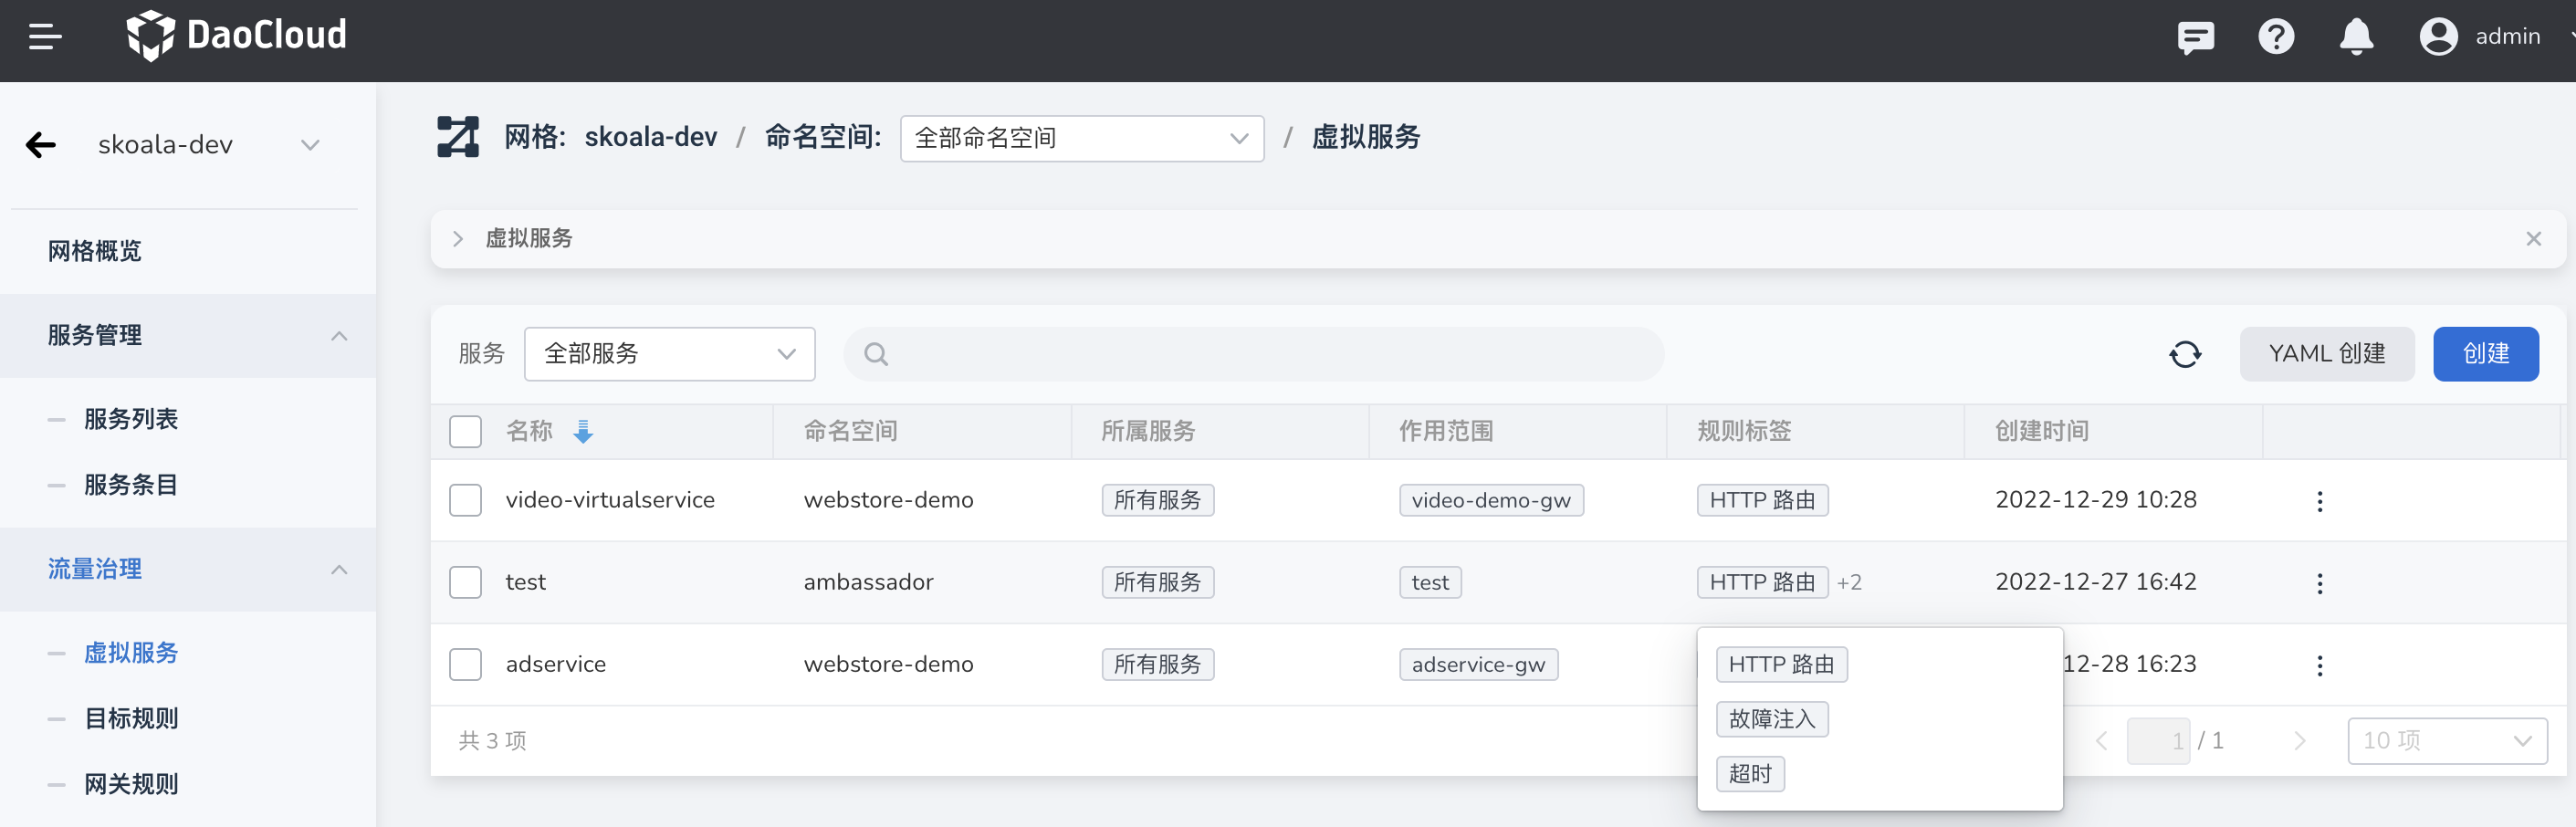 DaoCloud
admin
skoala-dev
网格: skoala-dev / 命名空间: 全部命名空间 / 虚拟服务
网格概览
服务管理
服务列表
服务条目
流量治理
虚拟服务
目标规则
网关规则
虚拟服务
服务 全部服务 YAML 创建 创建
名称 命名空间 所属服务 作用范围 规则标签 创建时间
video-virtualservice webstore-demo 所有服务 video-demo-gw HTTP 路由 2022-12-29 10:28
test ambassador 所有服务 test HTTP 路由 +2 2022-12-27 16:42
adservice webstore-demo 所有服务 adservice-gw 12-28 16:23
HTTP 路由
故障注入
超时
共 3 项 1 / 1 10 项